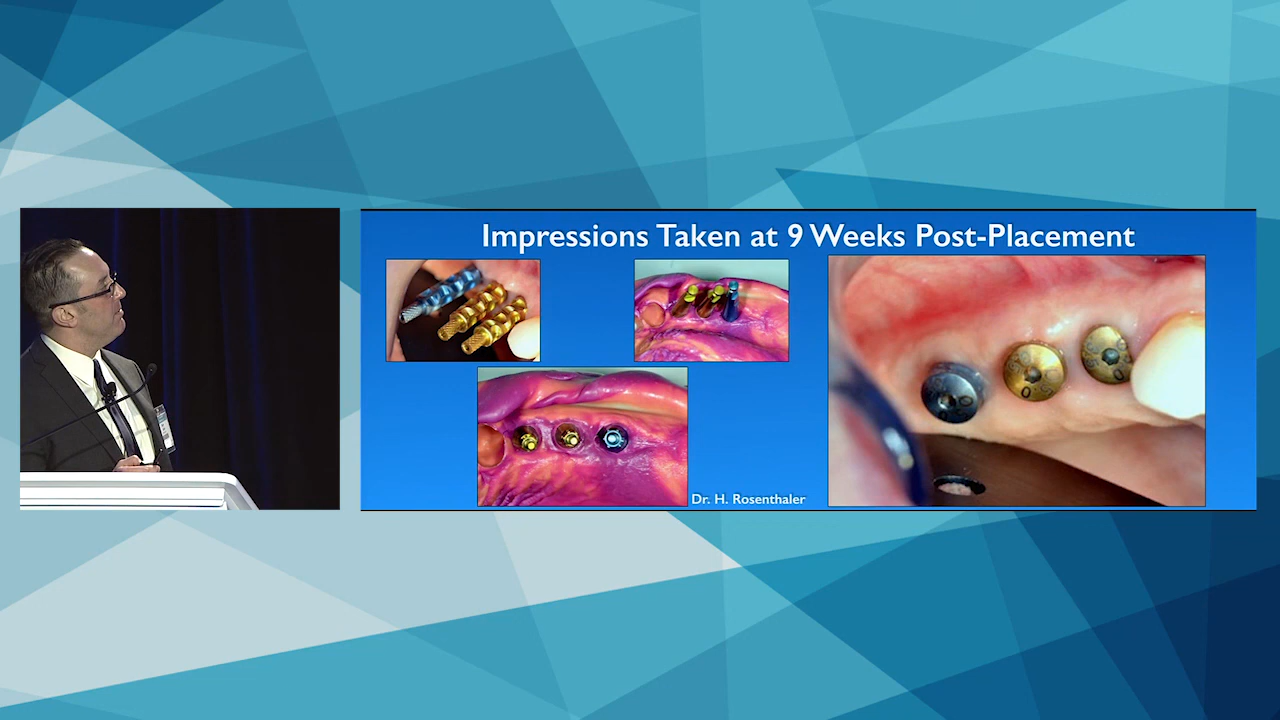 Impressions Taken at 9 Weeks Post-Placement
Dr. H. Rosenthaler